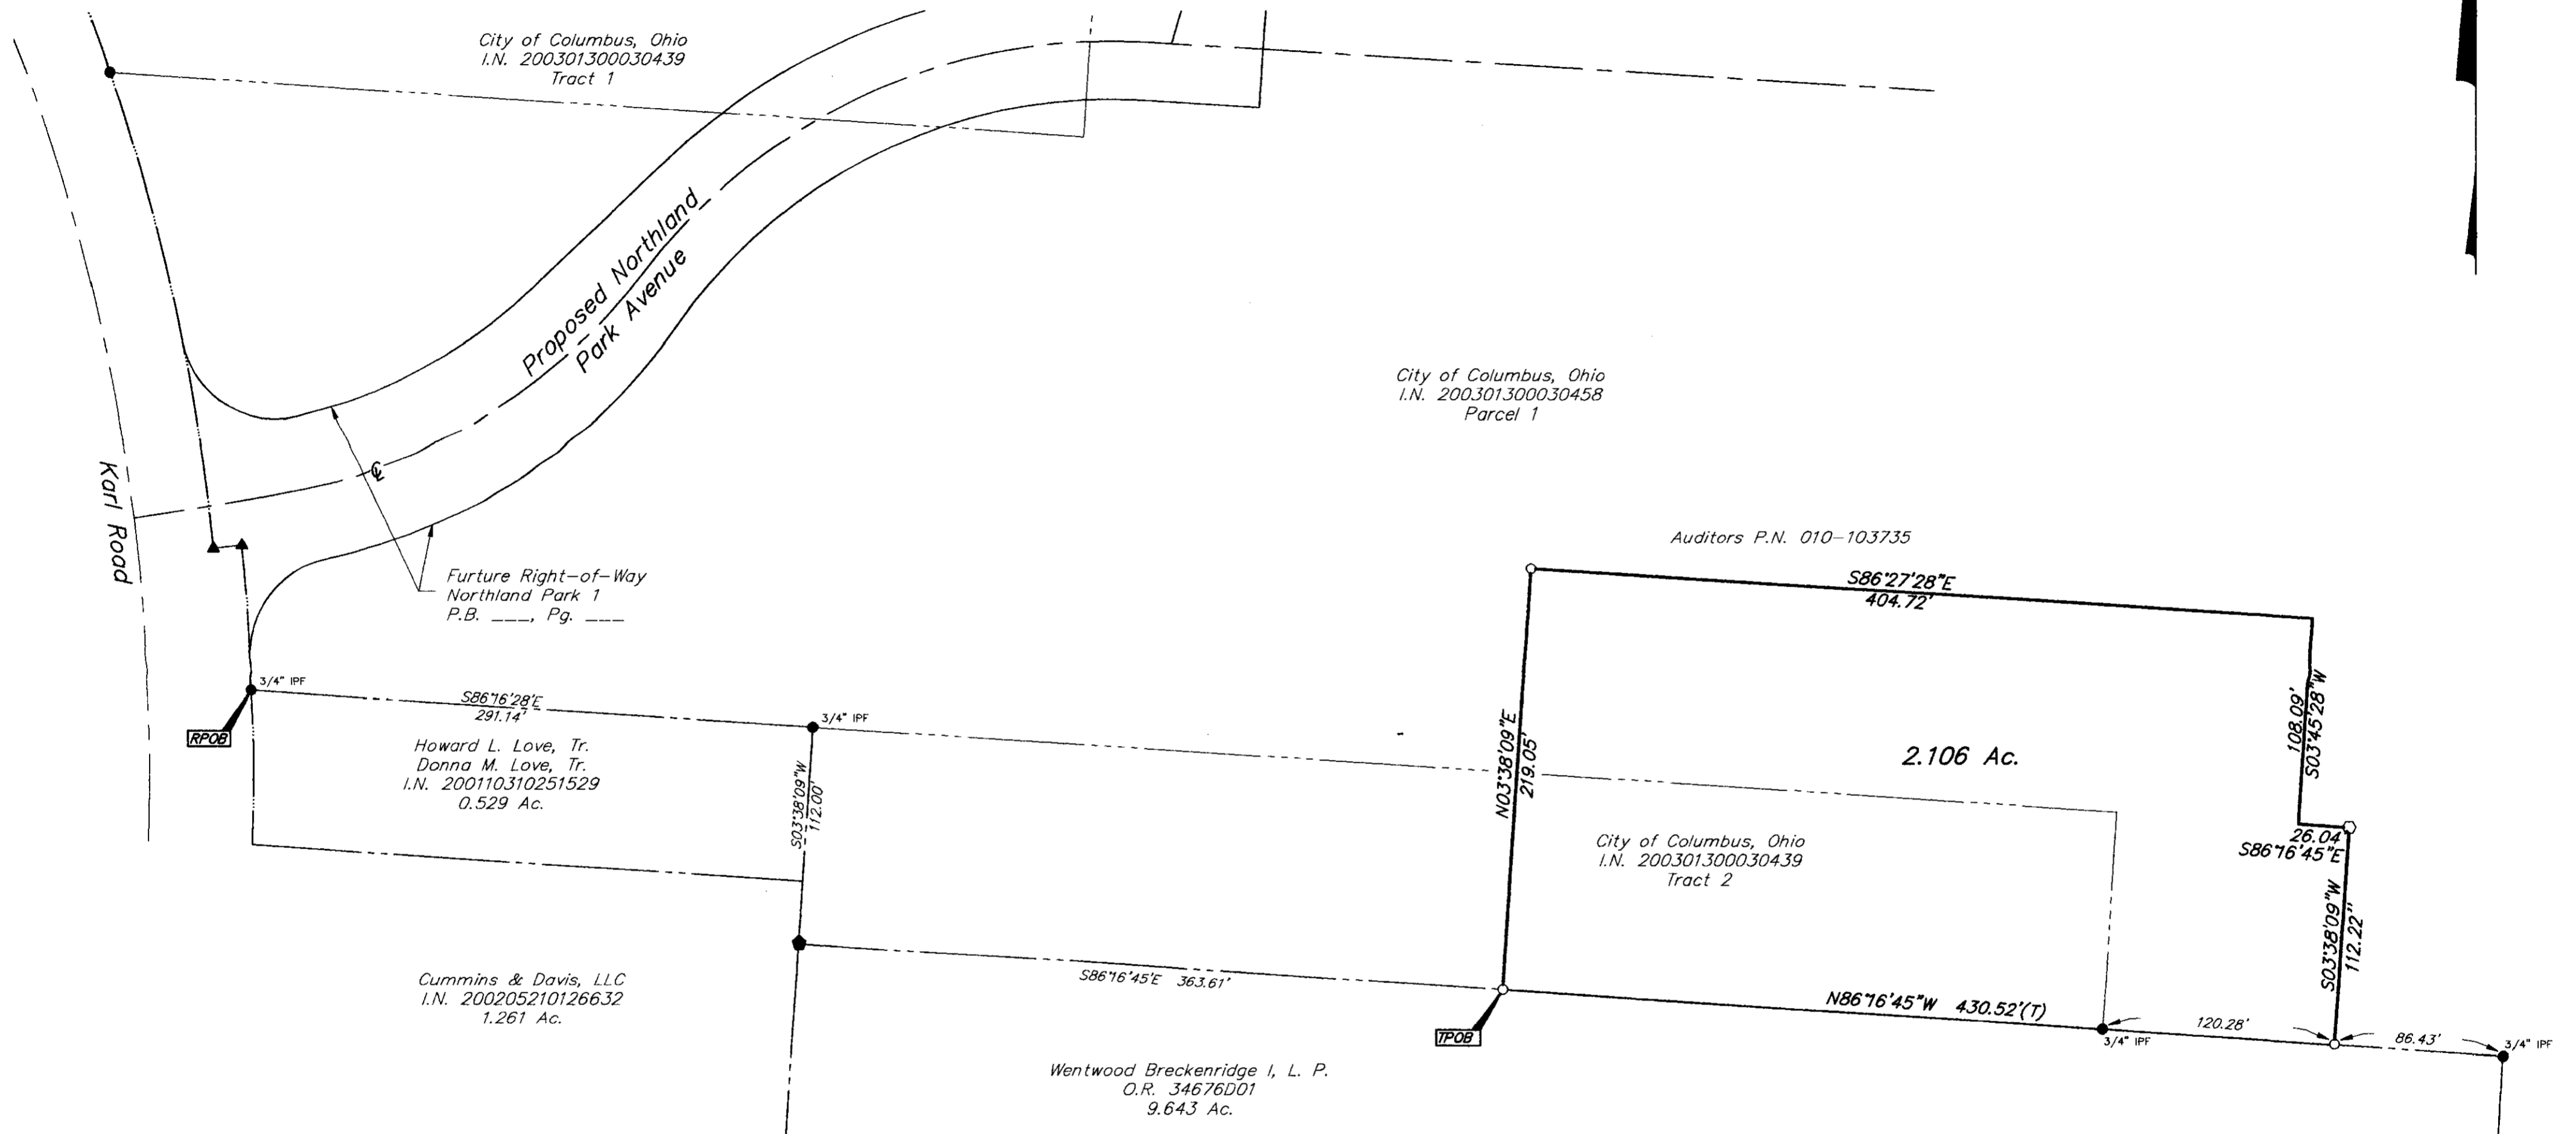 City of Columbus, Ohio
I.N. 200301300030439
Tract 1
Proposed Northland
Park Avenue
℄
Karl Road
City of Columbus, Ohio
I.N. 200301300030458
Parcel 1
Furture Right-of-Way
Northland Park 1
P.B. ___, Pg. ___
Auditors P.N. 010-103735
S86°27'28"E
404.72'
3/4" IPF
RPOB
S86°16'28'E
291.14'
3/4" IPF
Howard L. Love, Tr.
Donna M. Love, Tr.
I.N. 200110310251529
0.529 Ac.
S03°38'09"W
112.00'
N03°38'09"E
219.05'
2.106 Ac.
108.09'
S03°45'28"W
26.04'
S86°16'45"E
City of Columbus, Ohio
I.N. 200301300030439
Tract 2
S03°38'09"W
112.22'
Cummins & Davis, LLC
I.N. 200205210126632
1.261 Ac.
S86°16'45'E 363.61'
TPOB
N86°16'45"W 430.52'(T)
3/4" IPF
120.28'
86.43'
3/4" IPF
Wentwood Breckenridge I, L. P.
O.R. 34676D01
9.643 Ac.